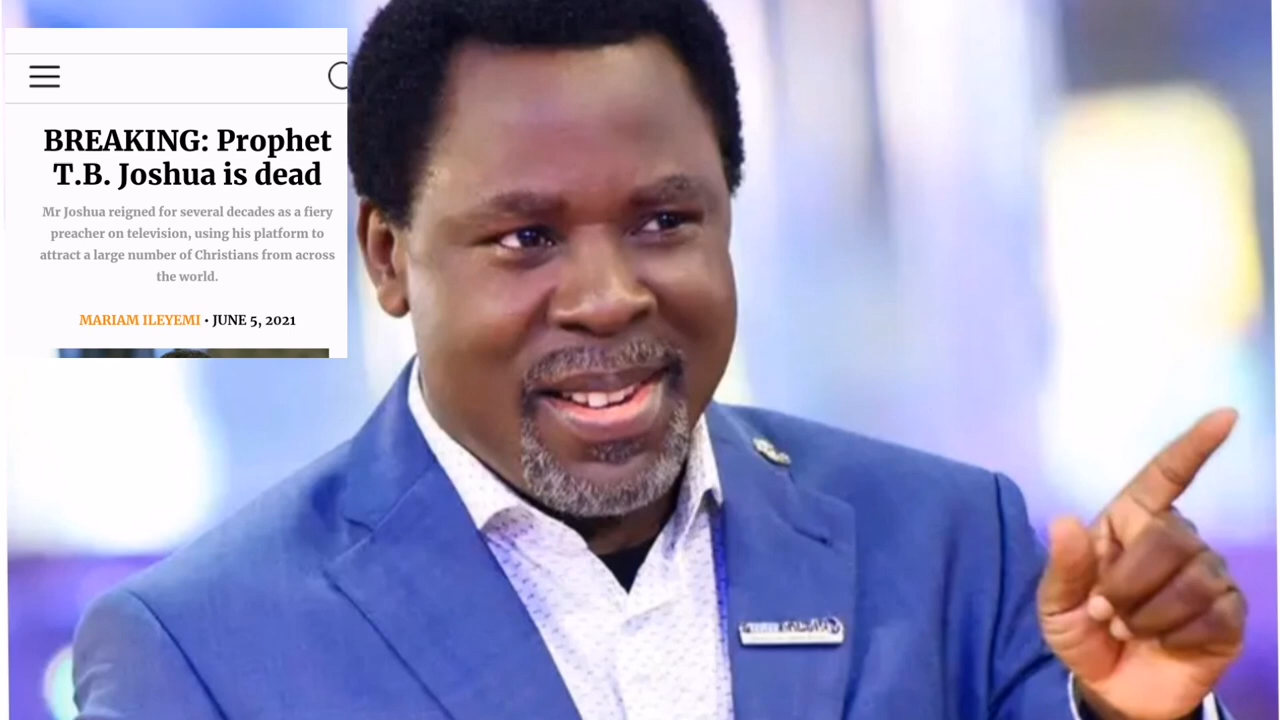 BREAKING: Prophet
T.B. Joshua is dead
Mr Joshua reigned for several decades as a fiery
preacher on television, using his platform to
attract a large number of Christians from across
the world.
MARIAM ILEYEMI • JUNE 5, 2021